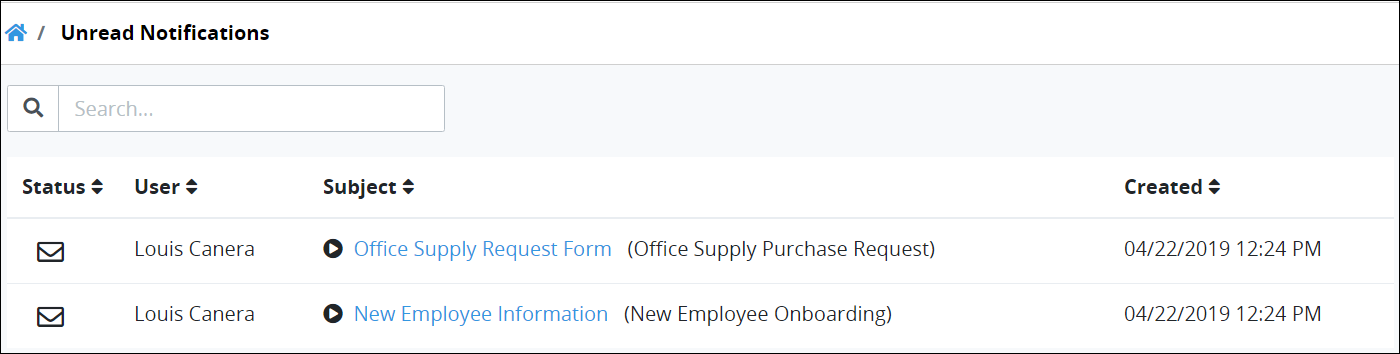 / Unread Notifications
Search...
Status User Subject Created
Louis Canera Office Supply Request Form (Office Supply Purchase Request) 04/22/2019 12:24 PM
Louis Canera New Employee Information (New Employee Onboarding) 04/22/2019 12:24 PM